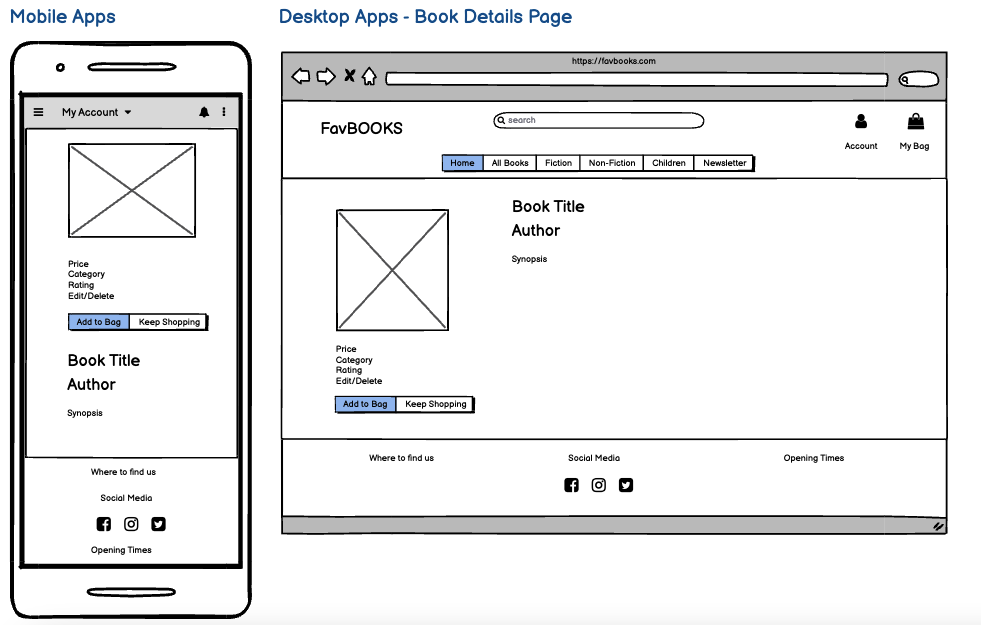 Mobile Apps
My Account
Price
Category
Rating
Edit/Delete
Add to Bag
Keep Shopping
Book Title
Author
Synopsis
Where to find us
Social Media
Opening Times
Desktop Apps - Book Details Page
https://favbooks.com
FavBOOKS
search
Account
My Bag
Home
All Books
Fiction
Non-Fiction
Children
Newsletter
Book Title
Author
Synopsis
Price
Category
Rating
Edit/Delete
Add to Bag
Keep Shopping
Where to find us
Social Media
Opening Times